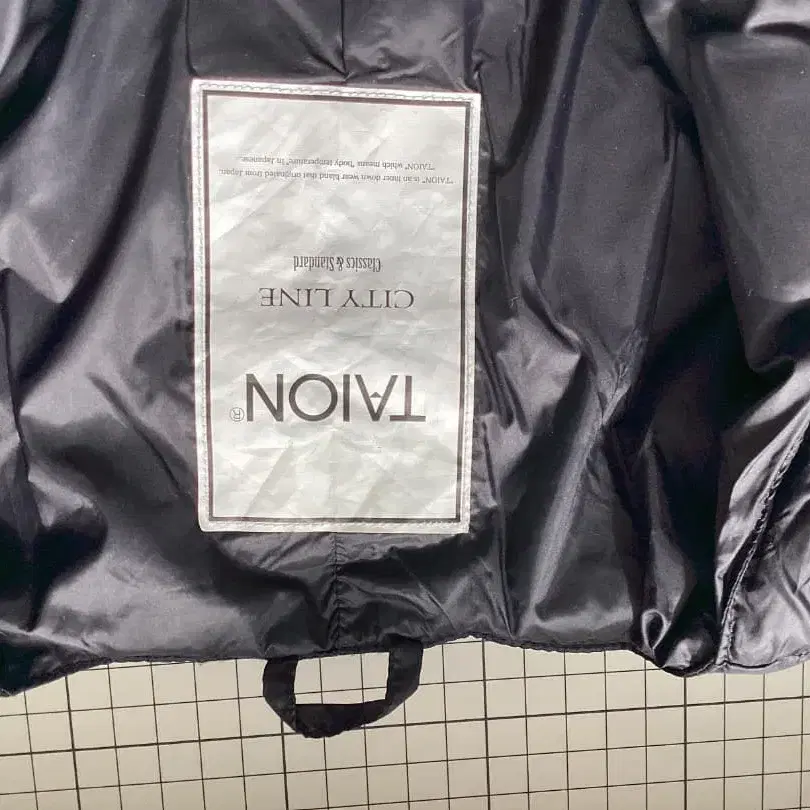 TAION®
CITY LINE
Classics & Standard
"TAION" is an Inner down wear bland that originated from Japan.
"TAION" which means "body temperature" in Japanese.